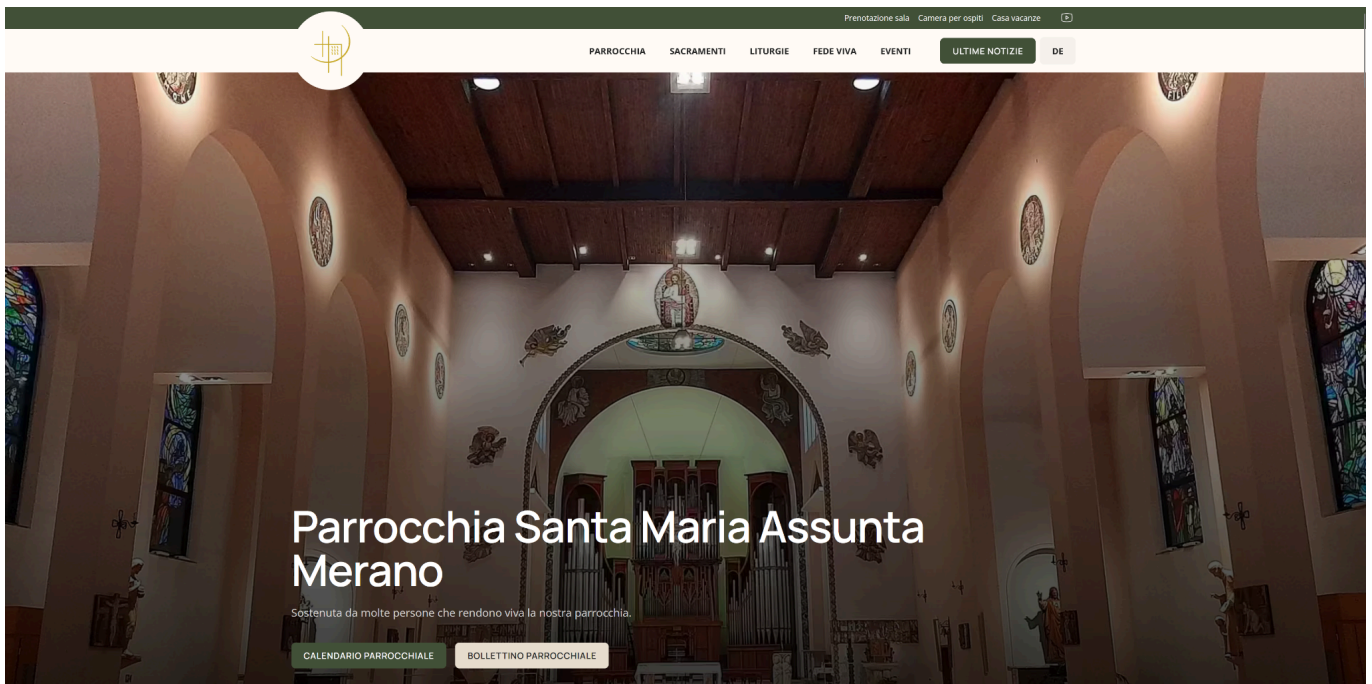 Prenotazione sala Camera per ospiti Casa vacanze
PARROCCHIA SACRAMENTI LITURGIE FEDE VIVA EVENTI ULTIME NOTIZIE DE
FILIPPO
Parrocchia Santa Maria Assunta
Merano
Sostenuta da molte persone che rendono viva la nostra parrocchia.
CALENDARIO PARROCCHIALE BOLLETTINO PARROCCHIALE